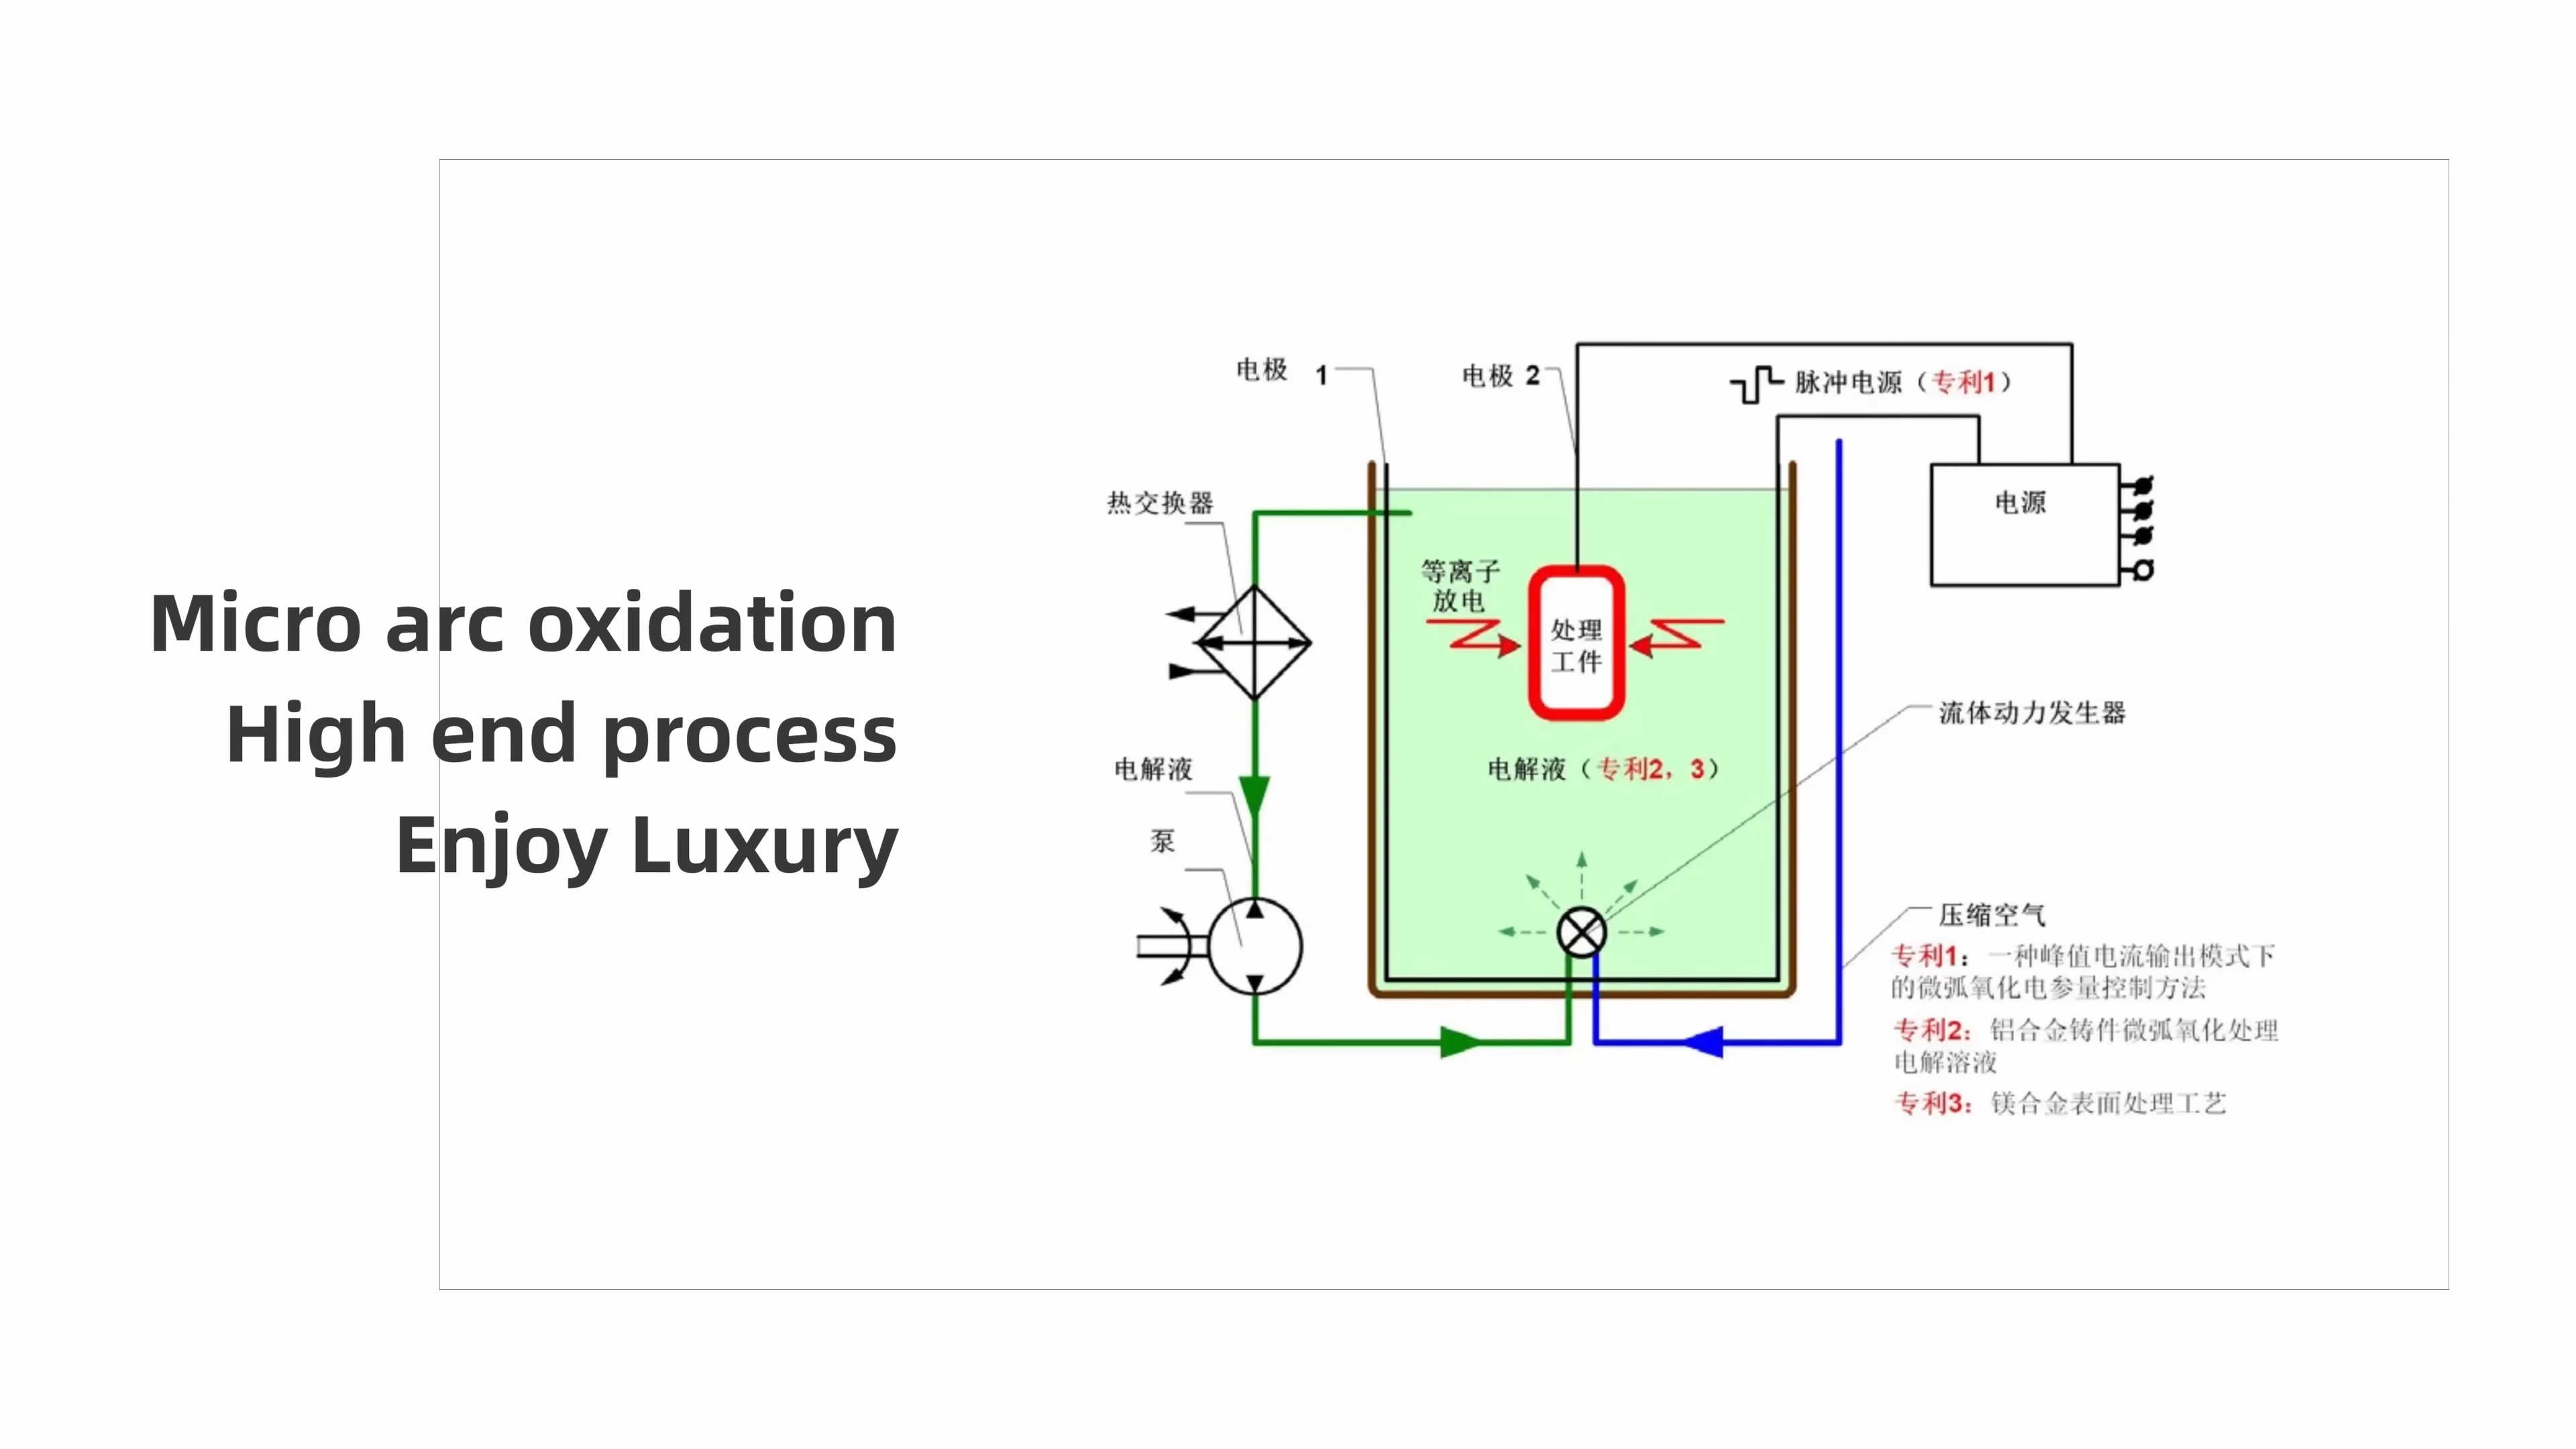 Micro arc oxidation
High end process
Enjoy Luxury
电极 1
电极 2
脉冲电源（专利1）
热交换器
电源
等离子
放电
处理
工件
流体动力发生器
电解液
电解液（专利2，3）
泵
压缩空气
专利1：一种峰值电流输出模式下
的微弧氧化电参量控制方法
专利2：铝合金铸件微弧氧化处理
电解溶液
专利3：镁合金表面处理工艺